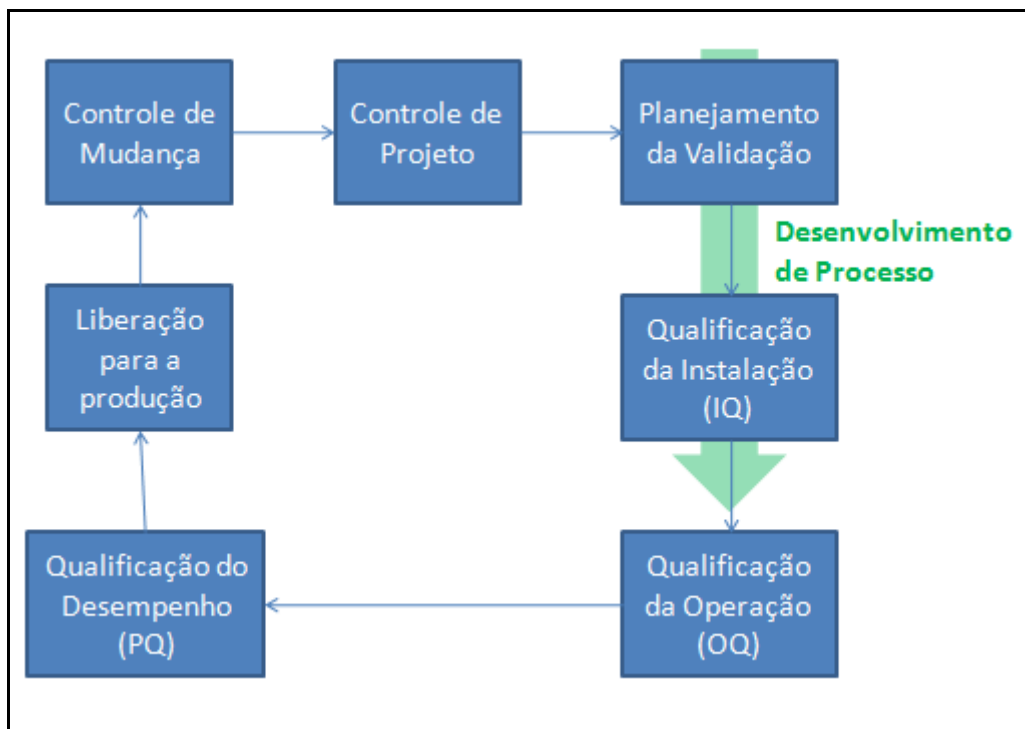 Controle de
Mudança
Controle de
Projeto
Planejamento
da Validação
Desenvolvimento
de Processo
Liberação
para a
produção
Qualificação
da Instalação
(IQ)
Qualificação do
Desempenho
(PQ)
Qualificação
da Operação
(OQ)